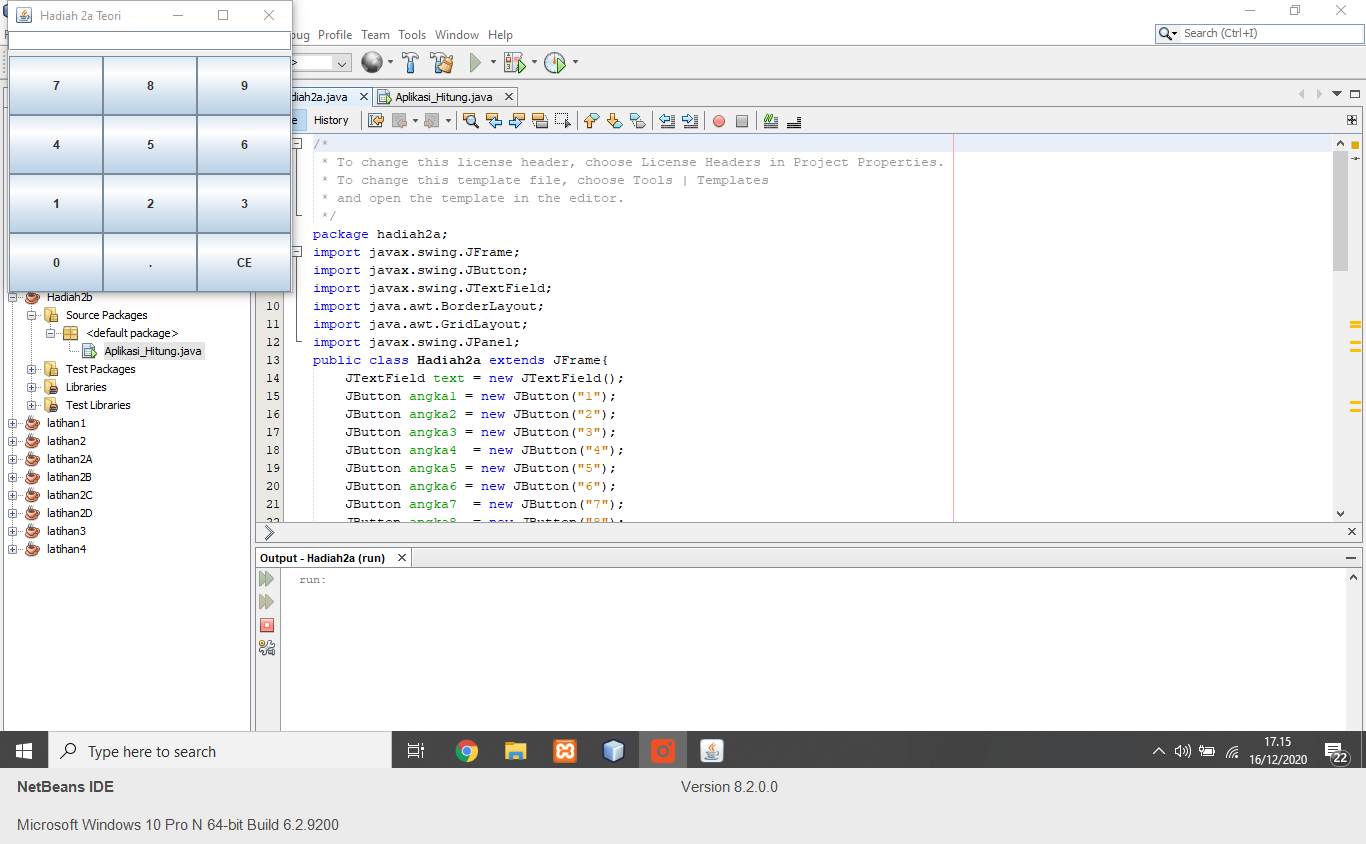 Hadiah 2a Teori
bug Profile Team Tools Window Help
Search (Ctrl+I)
7 8 9
4 5 6
1 2 3
0 . CE
diah2a.java Aplikasi_Hitung.java
History
/*
* To change this license header, choose License Headers in Project Properties.
* To change this template file, choose Tools | Templates
* and open the template in the editor.
*/
package hadiah2a;
import javax.swing.JFrame;
import javax.swing.JButton;
import javax.swing.JTextField;
10 import java.awt.BorderLayout;
11 import java.awt.GridLayout;
12 import javax.swing.JPanel;
13 public class Hadiah2a extends JFrame{
14 JTextField text = new JTextField();
15 JButton angka1 = new JButton("1");
16 JButton angka2 = new JButton("2");
17 JButton angka3 = new JButton("3");
18 JButton angka4  = new JButton("4");
19 JButton angka5 = new JButton("5");
20 JButton angka6 = new JButton("6");
21 JButton angka7  = new JButton("7");
22 JButton angka8  = new JButton("8");
Hadiah2b
Source Packages
<default package>
Aplikasi_Hitung.java
Test Packages
Libraries
Test Libraries
latihan1
latihan2
latihan2A
latihan2B
latihan2C
latihan2D
latihan3
latihan4
Output - Hadiah2a (run)
run:
Type here to search
17.15
16/12/2020
22
NetBeans IDE Version 8.2.0.0
Microsoft Windows 10 Pro N 64-bit Build 6.2.9200